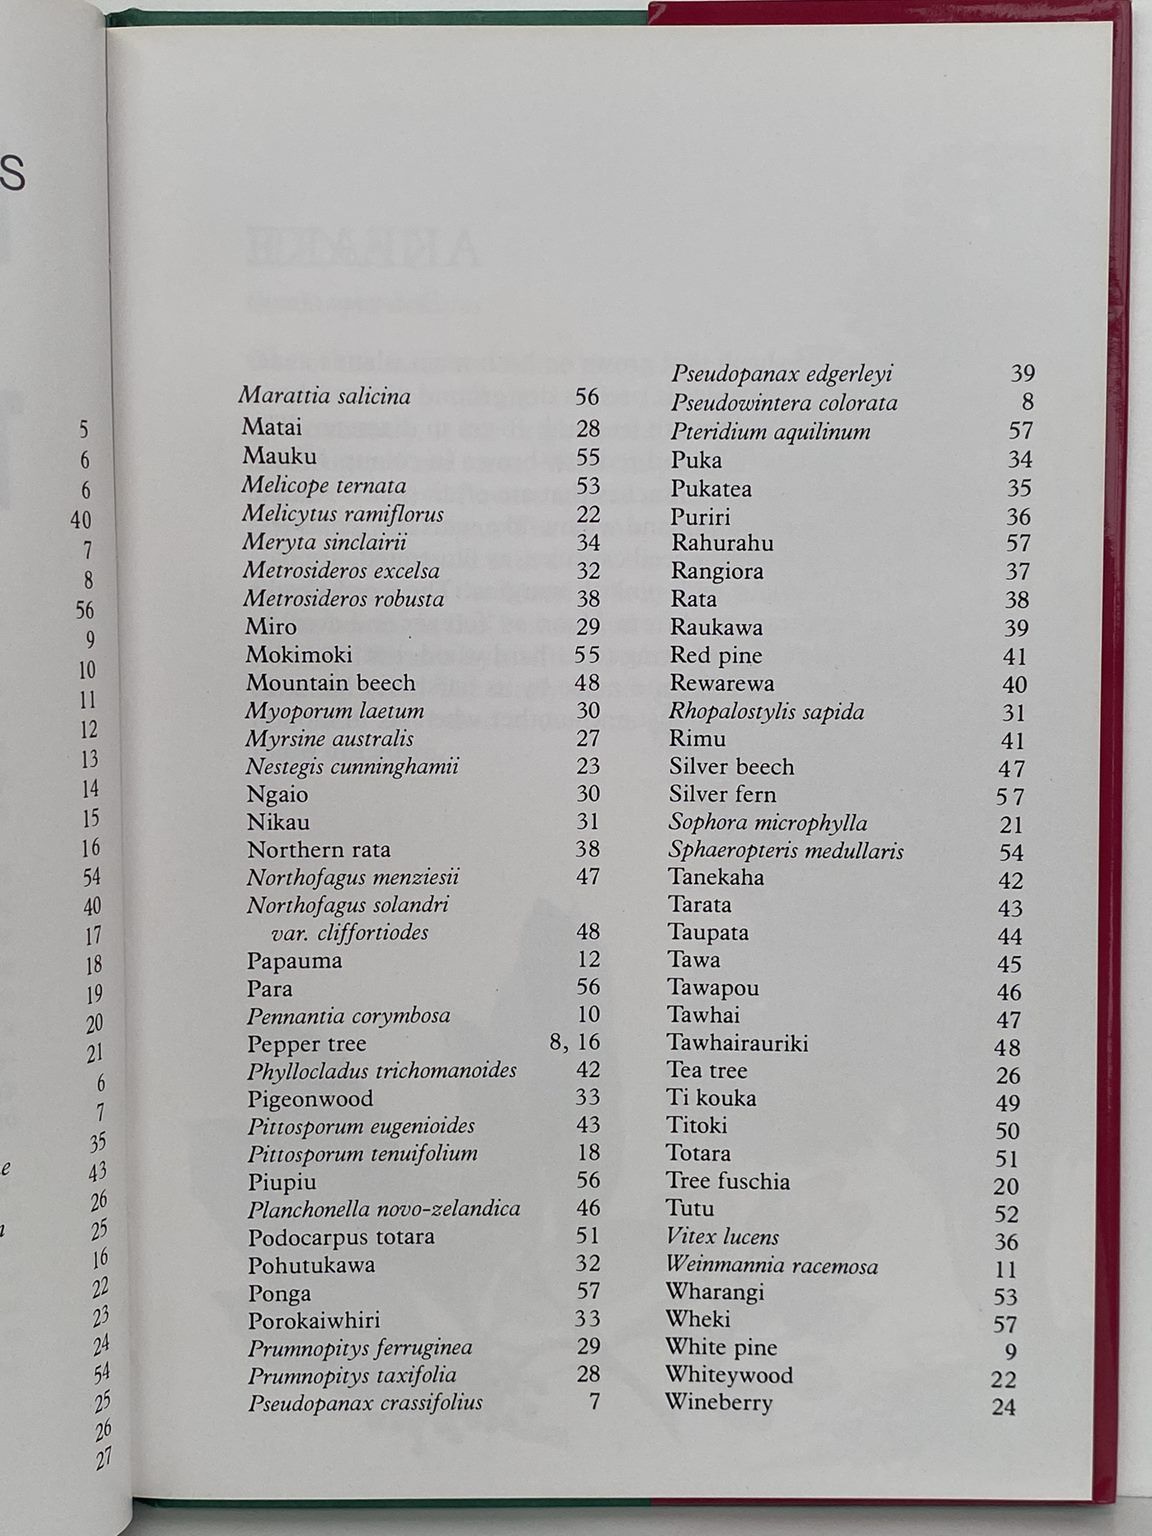 S
5
6
6
40
7
8
56
9
10
11
12
13
14
15
16
54
40
17
18
19
20
21
6
7
35
e 43
26
25
16
22
23
24
54
25
26
27
Marattia salicina 56
Matai 28
Mauku 55
Melicope ternata 53
Melicytus ramiflorus 22
Meryta sinclairii 34
Metrosideros excelsa 32
Metrosideros robusta 38
Miro 29
Mokimoki 55
Mountain beech 48
Myoporum laetum 30
Myrsine australis 27
Nestegis cunninghamii 23
Ngaio 30
Nikau 31
Northern rata 38
Northofagus menziesii 47
Northofagus solandri
var. cliffortiodes 48
Papauma 12
Para 56
Pennantia corymbosa 10
Pepper tree 8, 16
Phyllocladus trichomanoides 42
Pigeonwood 33
Pittosporum eugenioides 43
Pittosporum tenuifolium 18
Piupiu 56
Planchonella novo-zelandica 46
Podocarpus totara 51
Pohutukawa 32
Ponga 57
Porokaiwhiri 33
Prumnopitys ferruginea 29
Prumnopitys taxifolia 28
Pseudopanax crassifolius 7
Pseudopanax edgerleyi 39
Pseudowintera colorata 8
Pteridium aquilinum 57
Puka 34
Pukatea 35
Puriri 36
Rahurahu 57
Rangiora 37
Rata 38
Raukawa 39
Red pine 41
Rewarewa 40
Rhopalostylis sapida 31
Rimu 41
Silver beech 47
Silver fern 57
Sophora microphylla 21
Sphaeropteris medullaris 54
Tanekaha 42
Tarata 43
Taupata 44
Tawa 45
Tawapou 46
Tawhai 47
Tawhairauriki 48
Tea tree 26
Ti kouka 49
Titoki 50
Totara 51
Tree fuschia 20
Tutu 52
Vitex lucens 36
Weinmannia racemosa 11
Wharangi 53
Wheki 57
White pine 9
Whiteywood 22
Wineberry 24